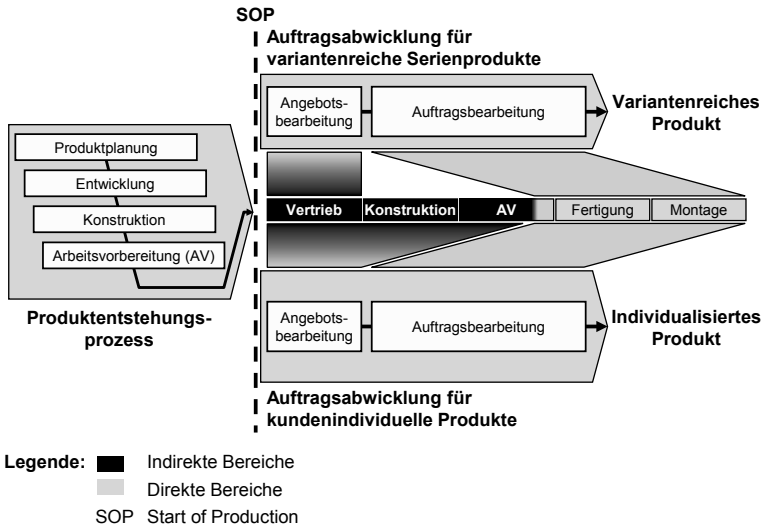 SOP
Auftragsabwicklung für
variantenreiche Serienprodukte
Angebots-
bearbeitung
Auftragsbearbeitung
Variantenreiches
Produkt
Produktplanung
Entwicklung
Konstruktion
Arbeitsvorbereitung (AV)
Produktentstehungs-
prozess
Vertrieb
Konstruktion
AV
Fertigung
Montage
Angebots-
bearbeitung
Auftragsbearbeitung
Individualisiertes
Produkt
Auftragsabwicklung für
kundenindividuelle Produkte
Legende:
Indirekte Bereiche
Direkte Bereiche
SOP Start of Production